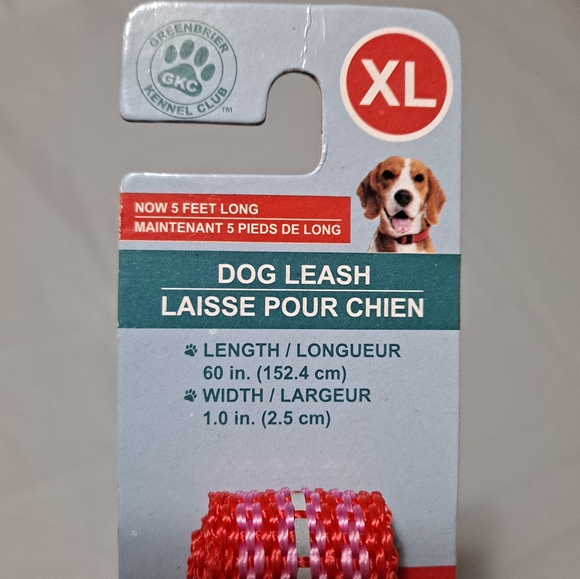 GREENBRIER
GKC
KENNEL CLUB
TM
XL
NOW 5 FEET LONG
MAINTENANT 5 PIEDS DE LONG
DOG LEASH
LAISSE POUR CHIEN
LENGTH / LONGUEUR
60 in. (152.4 cm)
WIDTH / LARGEUR
1.0 in. (2.5 cm)